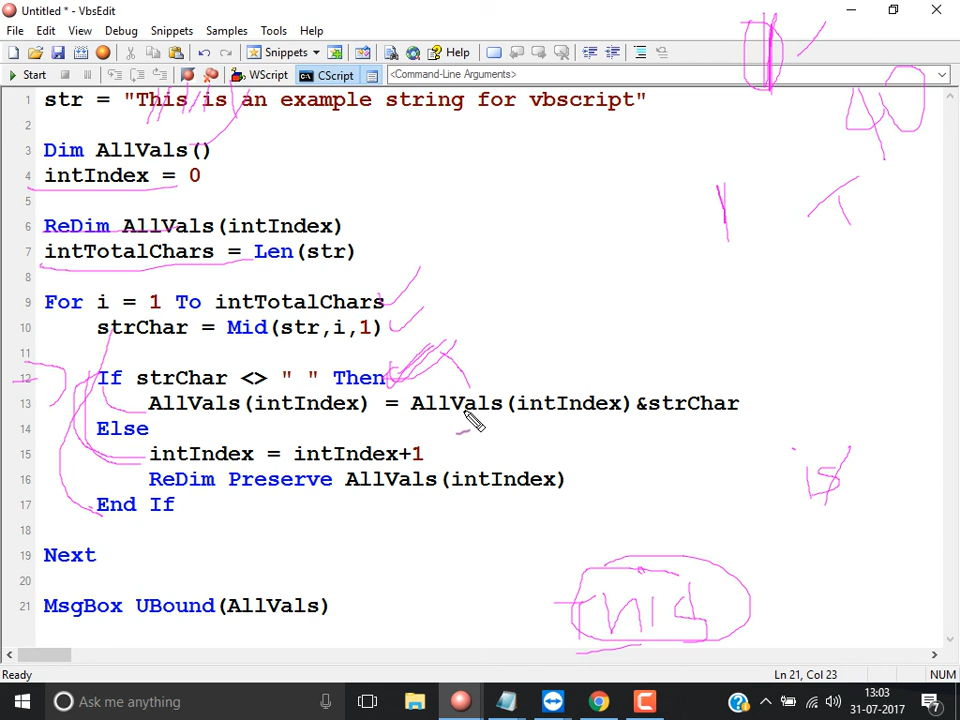 Untitled * - VbsEdit
File Edit View Debug Snippets Samples Tools Help
Snippets Help
Start WScript CScript <Command-Line Arguments>
1 str = "This is an example string for vbscript"
2
3 Dim AllVals()
4 intIndex = 0
5
6 ReDim AllVals(intIndex)
7 intTotalChars = Len(str)
8
9 For i = 1 To intTotalChars
10 strChar = Mid(str,i,1)
11
12 If strChar <> " " Then
13 AllVals(intIndex) = AllVals(intIndex)&strChar
14 Else
15 intIndex = intIndex+1
16 ReDim Preserve AllVals(intIndex)
17 End If
18
19 Next
20
21 MsgBox UBound(AllVals)
40
1 T
is
This
Ready Ln 21, Col 23 NUM
Ask me anything
13:03
31-07-2017
7